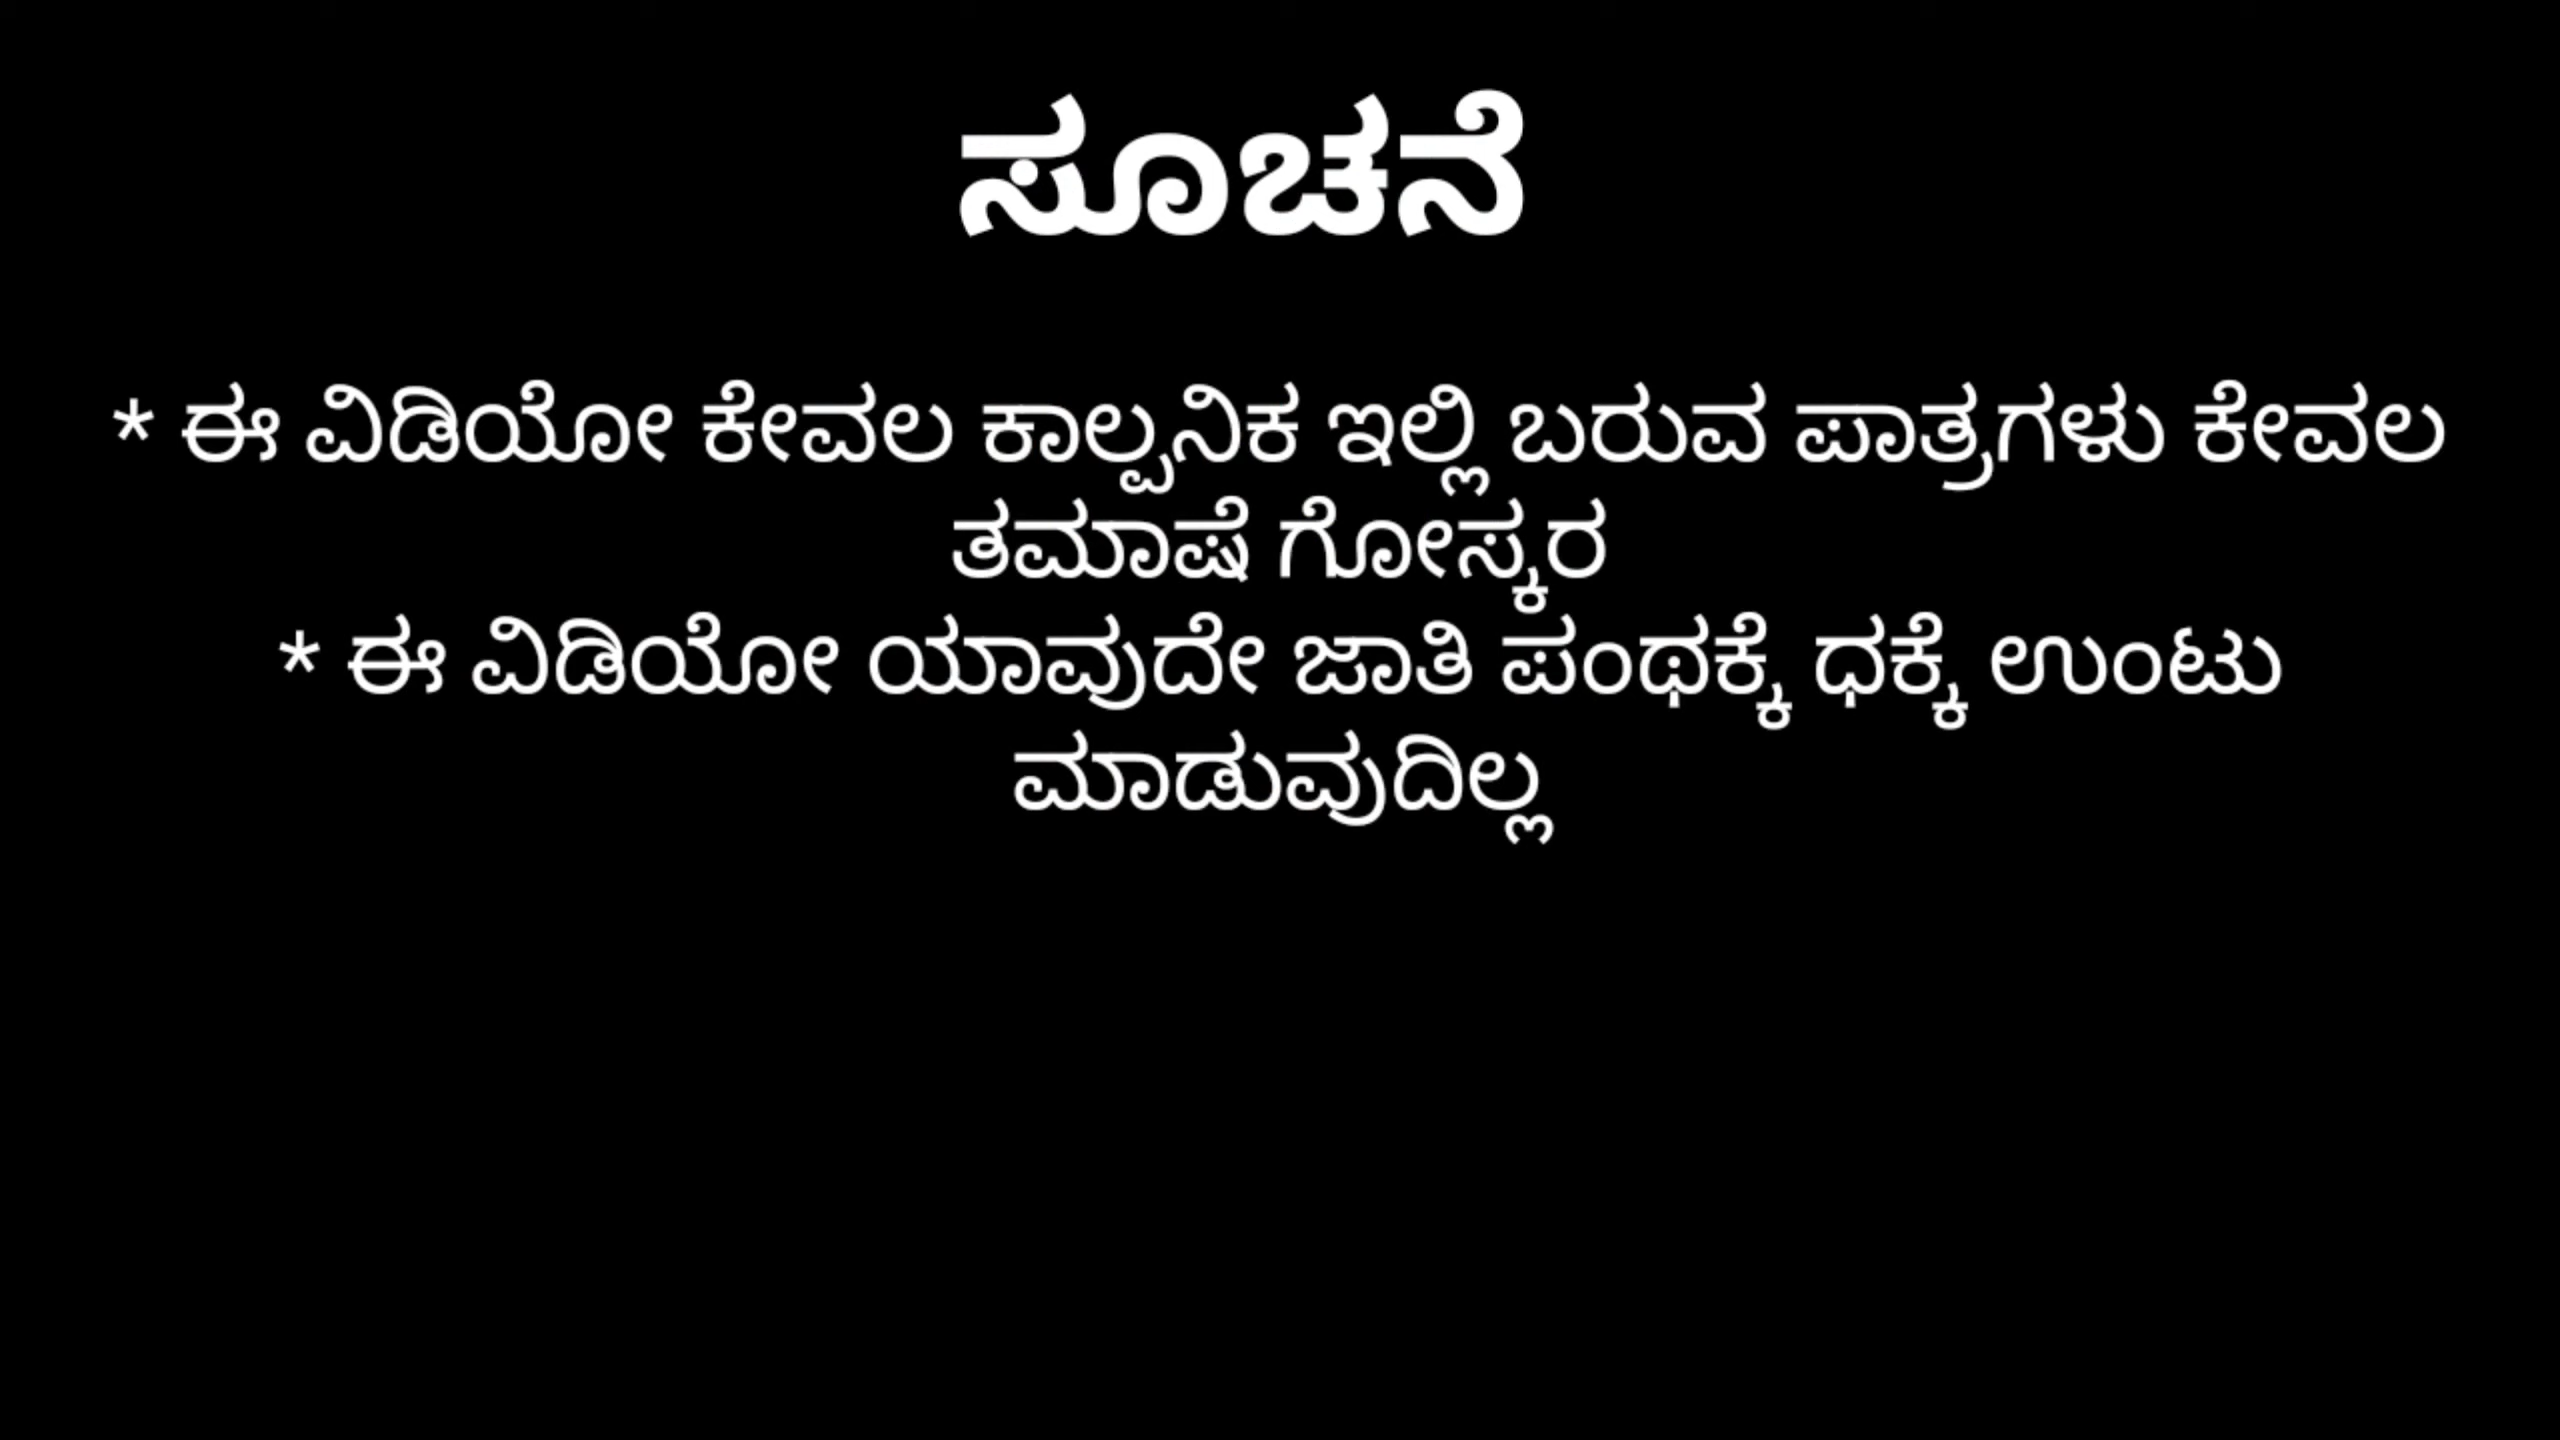 ಸೂಚನೆ
* ಈ ವಿಡಿಯೋ ಕೇವಲ ಕಾಲ್ಪನಿಕ ಇಲ್ಲಿ ಬರುವ ಪಾತ್ರಗಳು ಕೇವಲ
ತಮಾಷೆ ಗೋಸ್ಕರ
* ಈ ವಿಡಿಯೋ ಯಾವುದೇ ಜಾತಿ ಪಂಥಕ್ಕೆ ಧಕ್ಕೆ ಉಂಟು
ಮಾಡುವುದಿಲ್ಲ